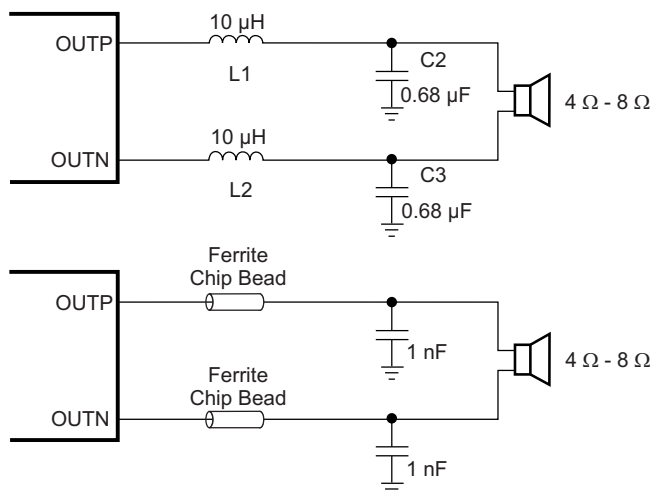 10 µH
OUTP
L1
C2
0.68 µF
4 Ω - 8 Ω
10 µH
OUTN
L2
C3
0.68 µF
Ferrite
Chip Bead
OUTP
1 nF
4 Ω - 8 Ω
Ferrite
Chip Bead
OUTN
1 nF